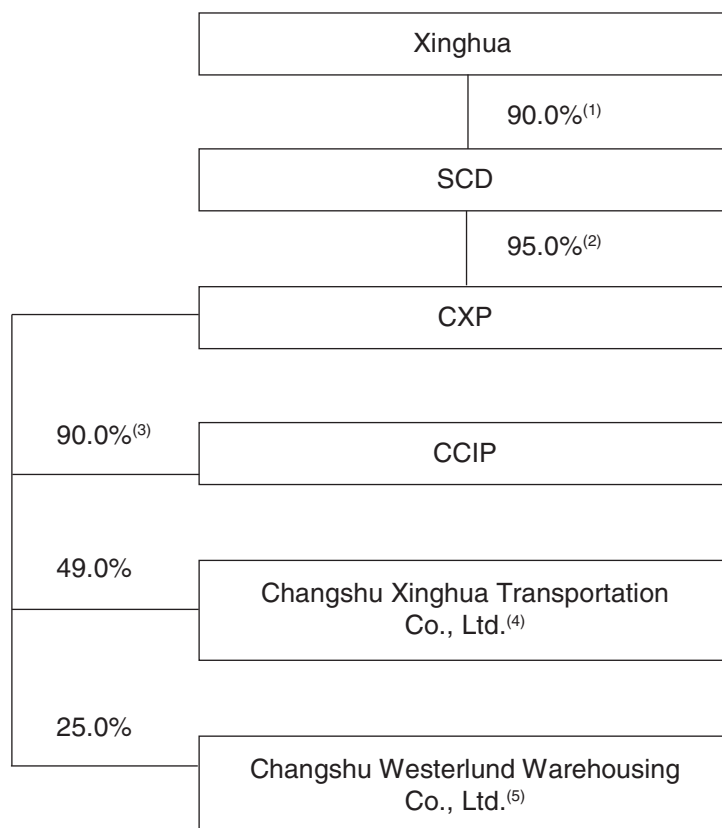 Xinghua
90.0%(1)
SCD
95.0%(2)
CXP
90.0%(3)
CCIP
49.0%
Changshu Xinghua Transportation
Co., Ltd.(4)
25.0%
Changshu Westerlund Warehousing
Co., Ltd.(5)